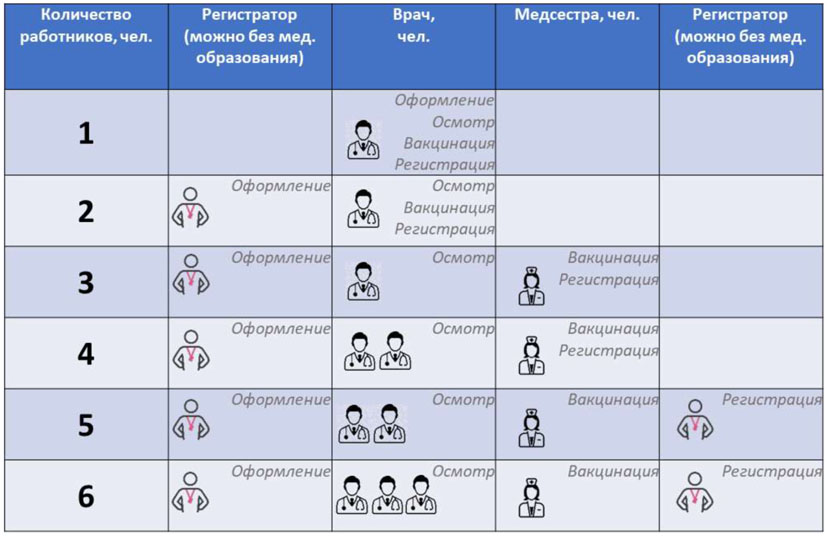 Количество
работников, чел.
Регистратор
(можно без мед.
образования)
Врач,
чел.
Медсестра, чел.
Регистратор
(можно без мед.
образования)
1
Оформление
Осмотр
Вакцинация
Регистрация
2
Оформление
Осмотр
Вакцинация
Регистрация
3
Оформление
Осмотр
Вакцинация
Регистрация
4
Оформление
Осмотр
Вакцинация
Регистрация
5
Оформление
Осмотр
Вакцинация
Регистрация
6
Оформление
Осмотр
Вакцинация
Регистрация